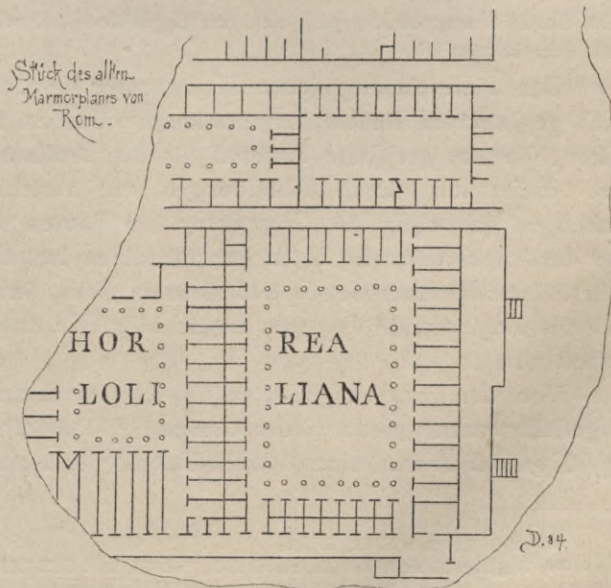 Stück des alten
Marmorplanes von
Rom.
HOR REA
LOLI LIANA
D. 84